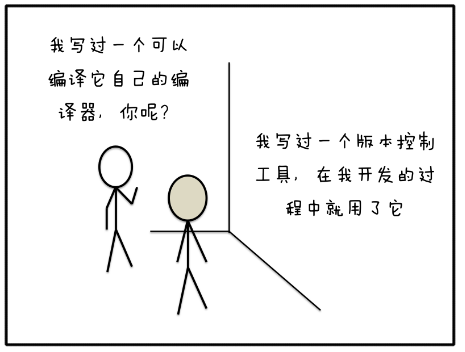 我写过一个可以
编译它自己的编
译器，你呢？
我写过一个版本控制
工具，在我开发的过
程中就用了它